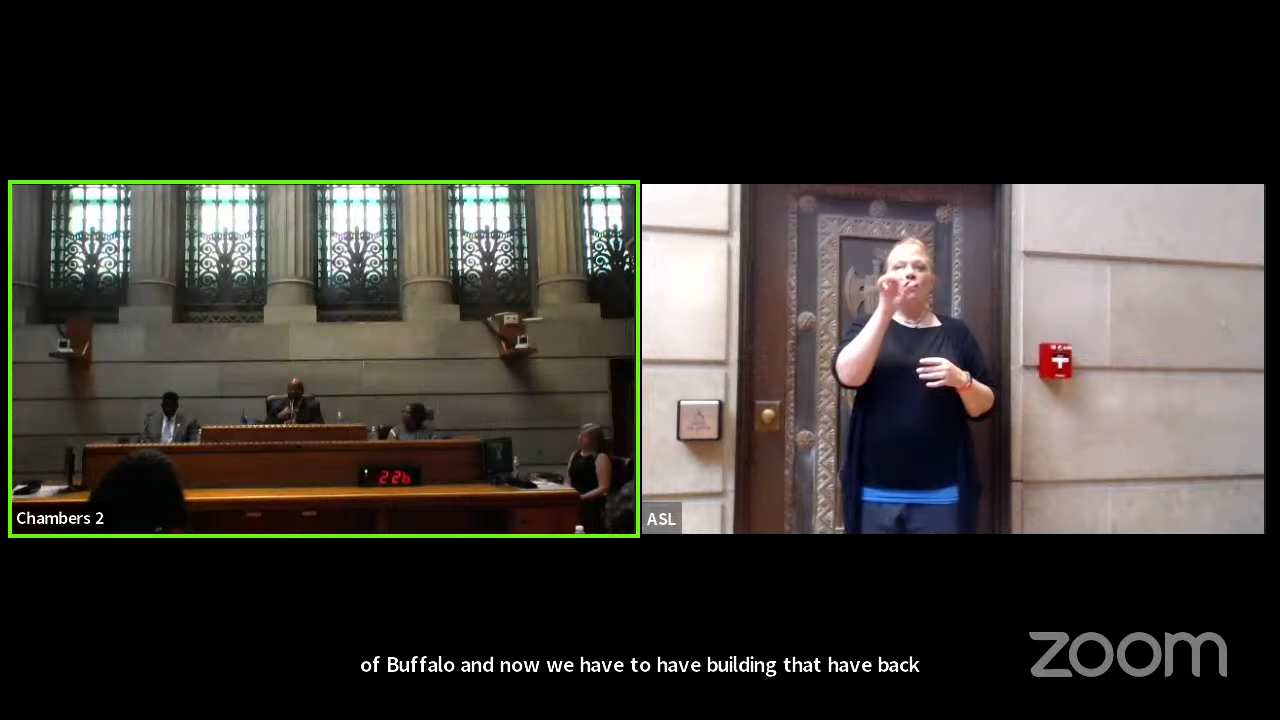 226
Chambers 2
ASL
of Buffalo and now we have to have building that have back
zoom